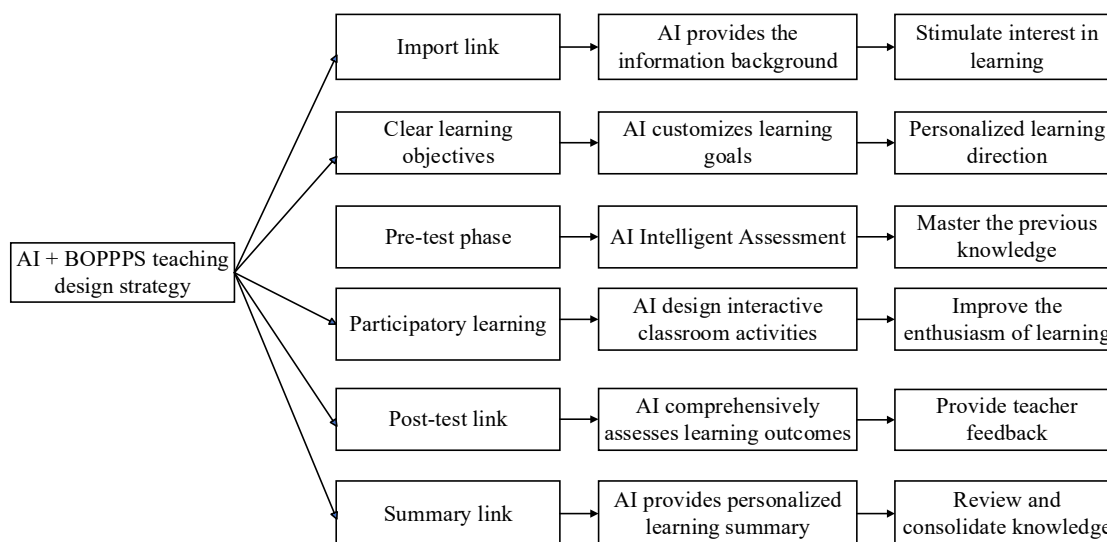 AI + BOPPPS teaching
design strategy
Import link
AI provides the
information background
Stimulate interest in
learning
Clear learning
objectives
AI customizes learning
goals
Personalized learning
direction
Pre-test phase
AI Intelligent Assessment
Master the previous
knowledge
Participatory learning
AI design interactive
classroom activities
Improve the
enthusiasm of learning
Post-test link
AI comprehensively
assesses learning outcomes
Provide teacher
feedback
Summary link
AI provides personalized
learning summary
Review and
consolidate knowledge